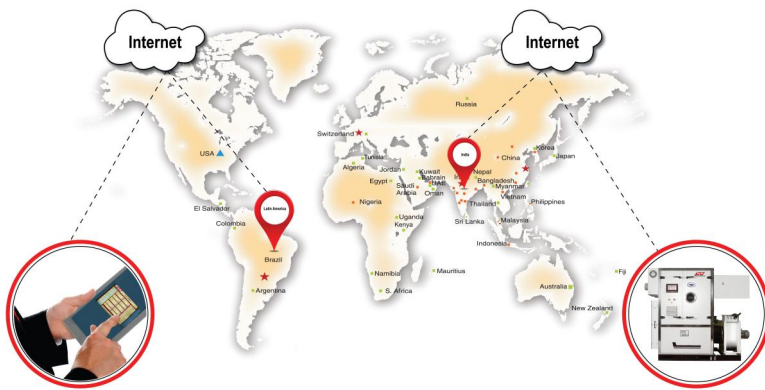 Internet
Internet
Russia
Switzerland
USA
Tunisia
Algeria
Jordan
Kuwait
Bahrain
UAE
Egypt
Saudi
Arabia
Oman
India
Nepal
Bangladesh
Myanmar
China
Korea
Japan
Vietnam
Thailand
Philippines
El Salvador
Colombia
Latin America
Nigeria
Uganda
Kenya
Sri Lanka
Malaysia
Indonesia
Brazil
Namibia
Mauritius
Argentina
S. Africa
Australia
Fiji
New Zealand